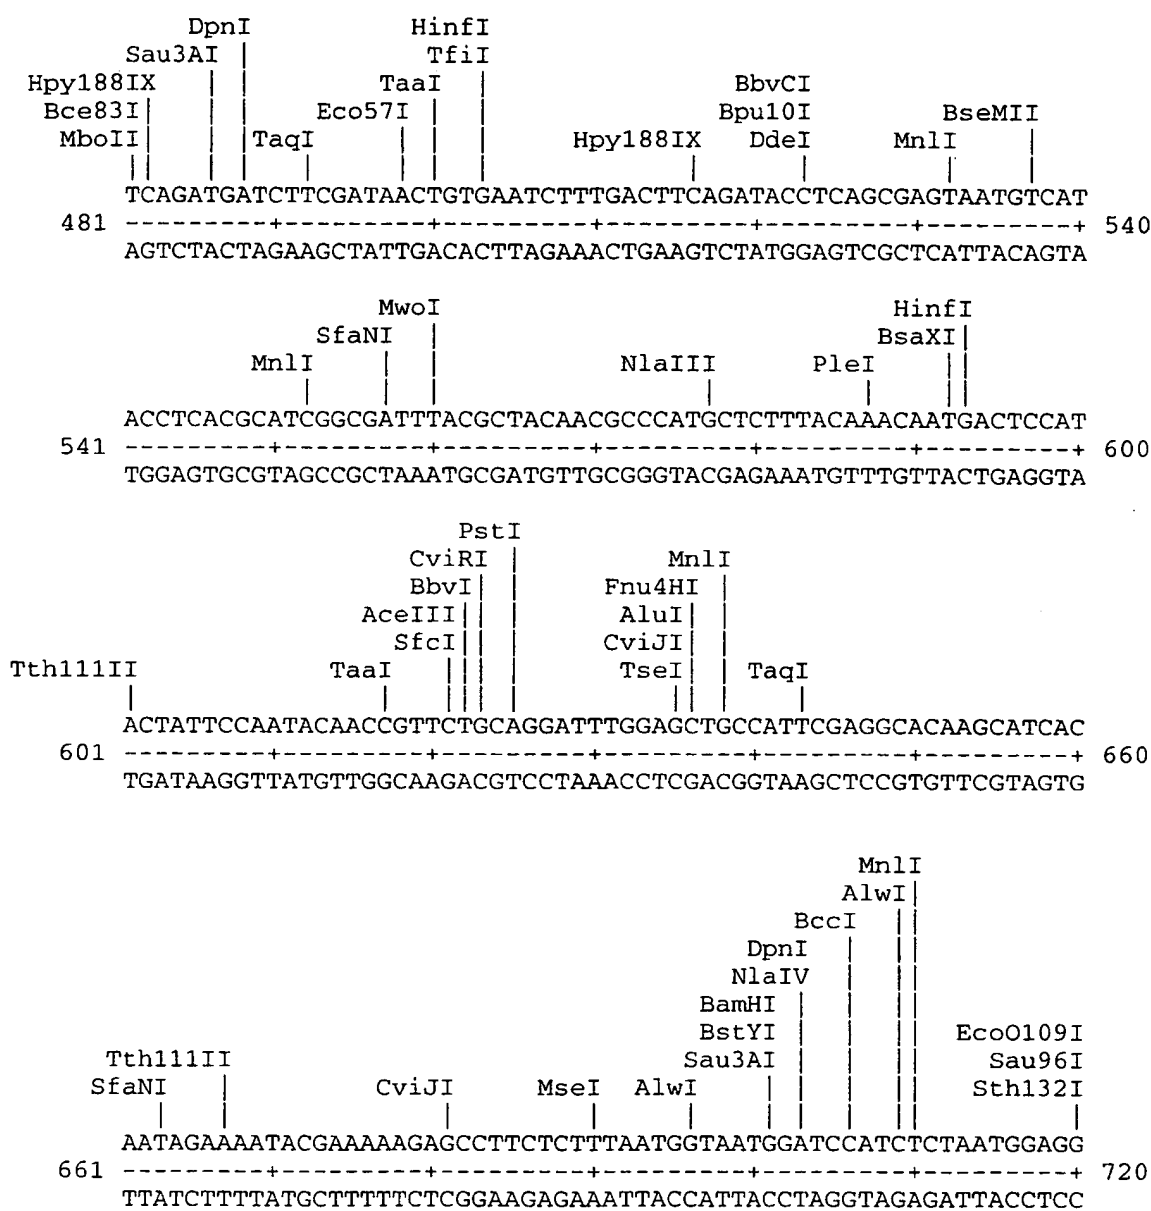 DpnI HinfI
Sau3AI TfiI
Hpy188IX TaaI BbvCI
Bce83I Eco57I Bpu10I BseMII
MboII TaqI Hpy188IX DdeI MnlI
TCAGATGATCTTCGATAACTGTGAATCTTTGACTTCAGATACCTCAGCGAGTAATGTCAT
481 ---------+---------+---------+---------+---------+---------+ 540
AGTCTACTAGAAGCTATTGACACTTAGAAACTGAAGTCTATGGAGTCGCTCATTACAGTA
MwoI HinfI
SfaNI BsaXI
MnlI NlaIII PleI
ACCTCACGCATCGGCGATTTACGCTACAACGCCCATGCTCTTTACAAACAATGACTCCAT
541 ---------+---------+---------+---------+---------+---------+ 600
TGGAGTGCGTAGCCGCTAAATGCGATGTTGCGGGTACGAGAAATGTTTGTTACTGAGGTA
PstI
CviRI MnlI
BbvI Fnu4HI
AceIII AluI
SfcI CviJI
Tth111II TaaI TseI TaqI
ACTATTCCAATACAACCGTTCTGCAGGATTTGGAGCTGCCATTCGAGGCACAAGCATCAC
601 ---------+---------+---------+---------+---------+---------+ 660
TGATAAGGTTATGTTGGCAAGACGTCCTAAACCTCGACGGTAAGCTCCGTGTTCGTAGTG
MnlI
AlwI
BccI
DpnI
NlaIV
BamHI
BstYI EcoO109I
Tth111II Sau3AI Sau96I
SfaNI CviJI MseI AlwI Sth132I
AATAGAAAATACGAAAAAGAGCCTTCTCTTTAATGGTAATGGATCCATCTCTAATGGAGG
661 ---------+---------+---------+---------+---------+---------+ 720
TTATCTTTTATGCTTTTTCTCGGAAGAGAAATTACCATTACCTAGGTAGAGATTACCTCC